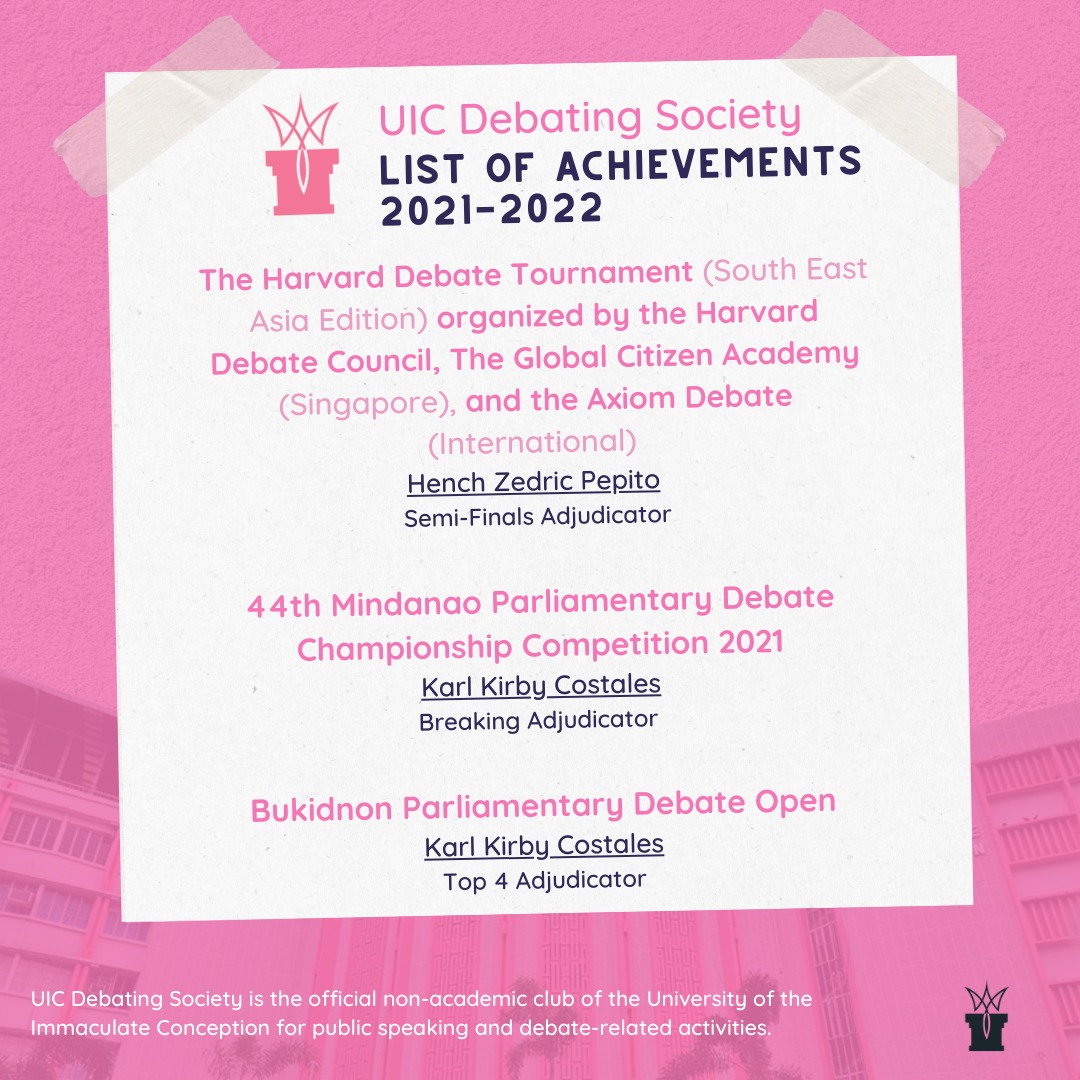 UIC Debating Society
LIST OF ACHIEVEMENTS
2021-2022
The Harvard Debate Tournament (South East
Asia Edition) organized by the Harvard
Debate Council, The Global Citizen Academy
(Singapore), and the Axiom Debate
(International)
Hench Zedric Pepito
Semi-Finals Adjudicator
44th Mindanao Parliamentary Debate
Championship Competition 2021
Karl Kirby Costales
Breaking Adjudicator
Bukidnon Parliamentary Debate Open
Karl Kirby Costales
Top 4 Adjudicator
UIC Debating Society is the official non-academic club of the University of the
Immaculate Conception for public speaking and debate-related activities.